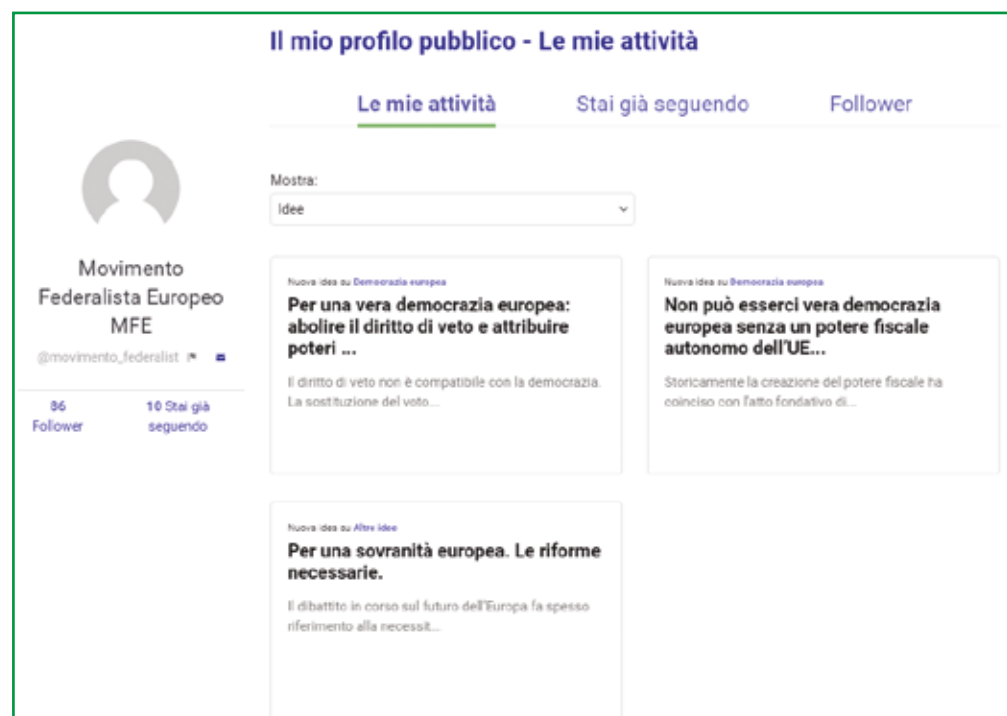 Il mio profilo pubblico - Le mie attività
Le mie attività
Stai già seguendo
Follower
Movimento
Federalista Europeo
MFE
@movimento_federalist
86
Follower
10 Stai già
seguendo
Mostra:
Idee
Nuova idea su Democrazia europea
Per una vera democrazia europea:
abolire il diritto di veto e attribuire
poteri ...
Il diritto di veto non è compatibile con la democrazia.
La sostituzione del voto...
Nuova idea su Democrazia europea
Non può esserci vera democrazia
europea senza un potere fiscale
autonomo dell'UE...
Storicamente la creazione del potere fiscale ha
coinciso con l'atto fondativo di...
Nuova idea su Altre idee
Per una sovranità europea. Le riforme
necessarie.
Il dibattito in corso sul futuro dell'Europa fa spesso
riferimento alla necessit...